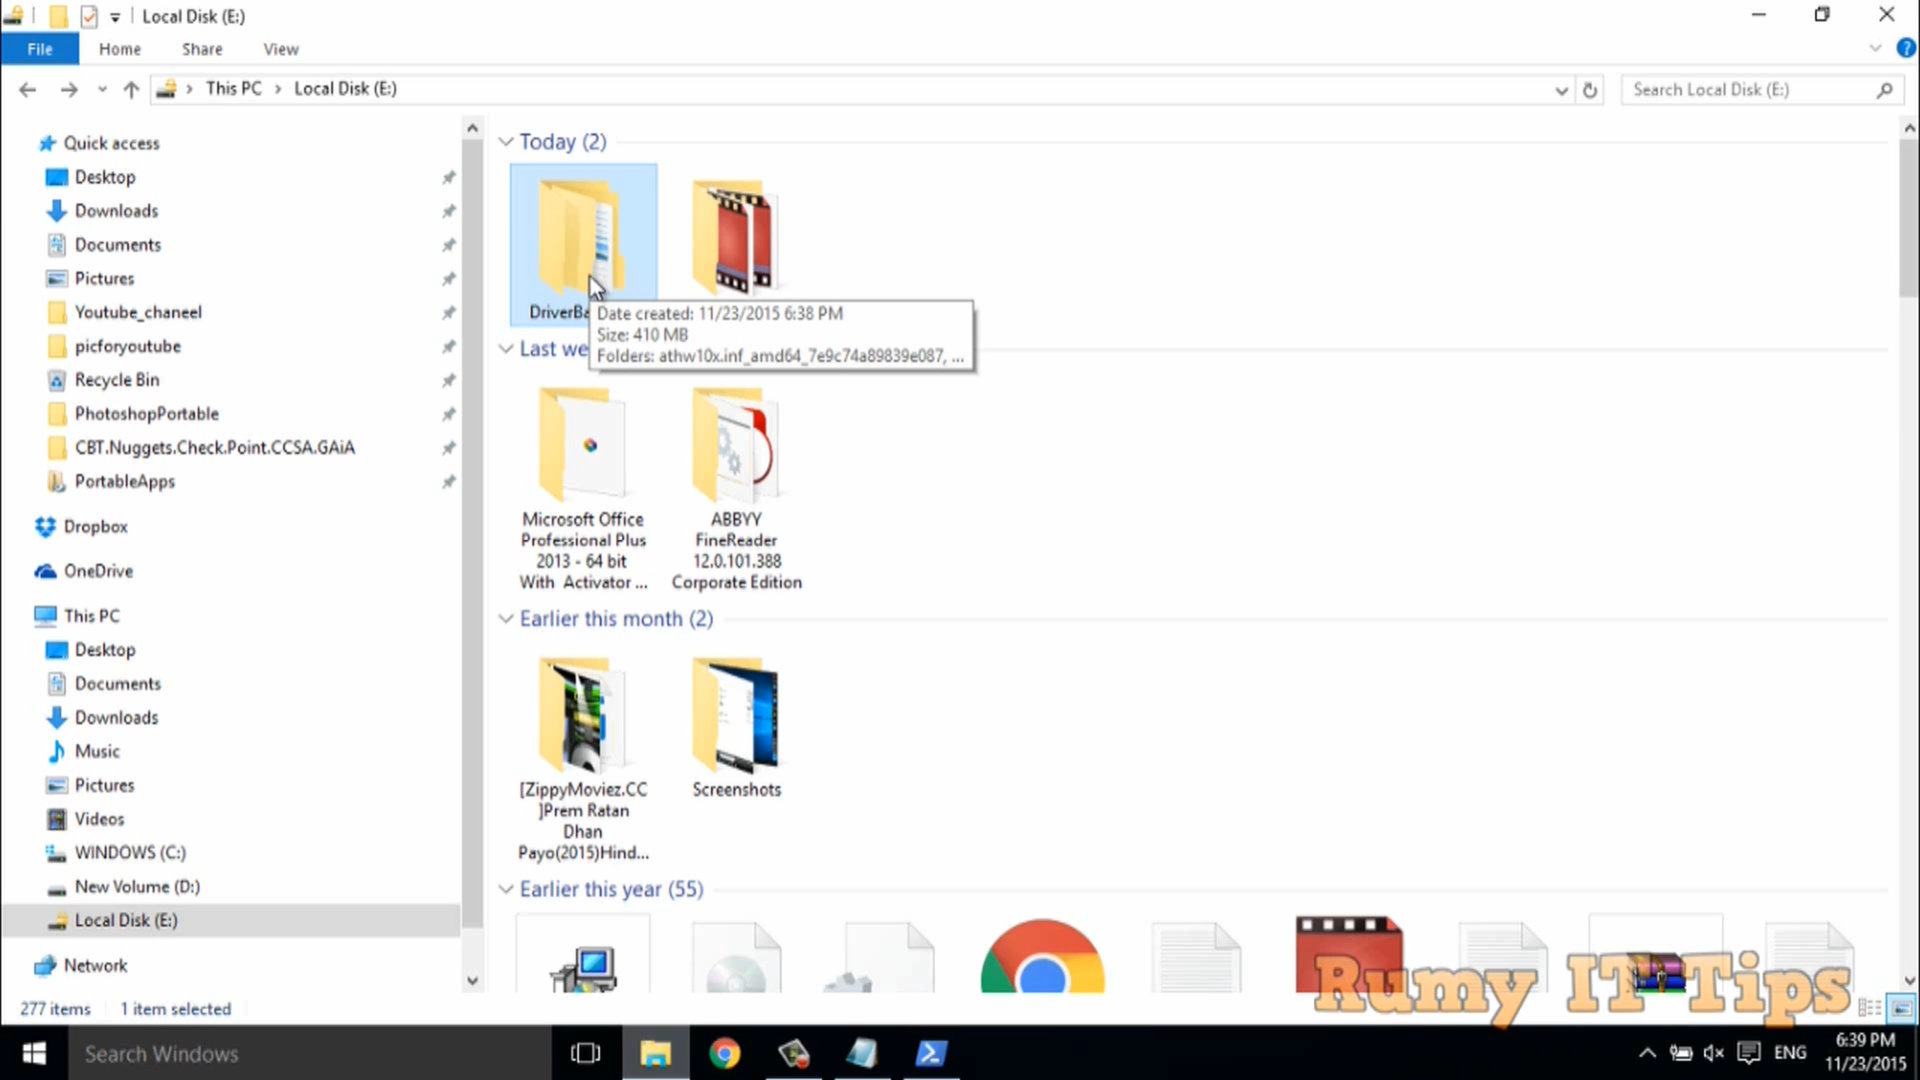 Local Disk (E:)
File Home Share View
This PC Local Disk (E:)
Search Local Disk (E:)
Quick access
Desktop
Downloads
Documents
Pictures
Youtube_chaneel
picforyoutube
Recycle Bin
PhotoshopPortable
CBT.Nuggets.Check.Point.CCSA.GAiA
PortableApps
Dropbox
OneDrive
This PC
Desktop
Documents
Downloads
Music
Pictures
Videos
WINDOWS (C:)
New Volume (D:)
Local Disk (E:)
Network
Today (2)
DriverBa
Date created: 11/23/2015 6:38 PM
Size: 410 MB
Folders: athw10x.inf_amd64_7e9c74a89839e087, ...
Last we
Microsoft Office
Professional Plus
2013 - 64 bit
With Activator ...
ABBYY
FineReader
12.0.101.388
Corporate Edition
Earlier this month (2)
[ZippyMoviez.CC
]Prem Ratan
Dhan
Payo(2015)Hind...
Screenshots
Earlier this year (55)
Rumy IT Tips
277 items 1 item selected
Search Windows
ENG
6:39 PM
11/23/2015